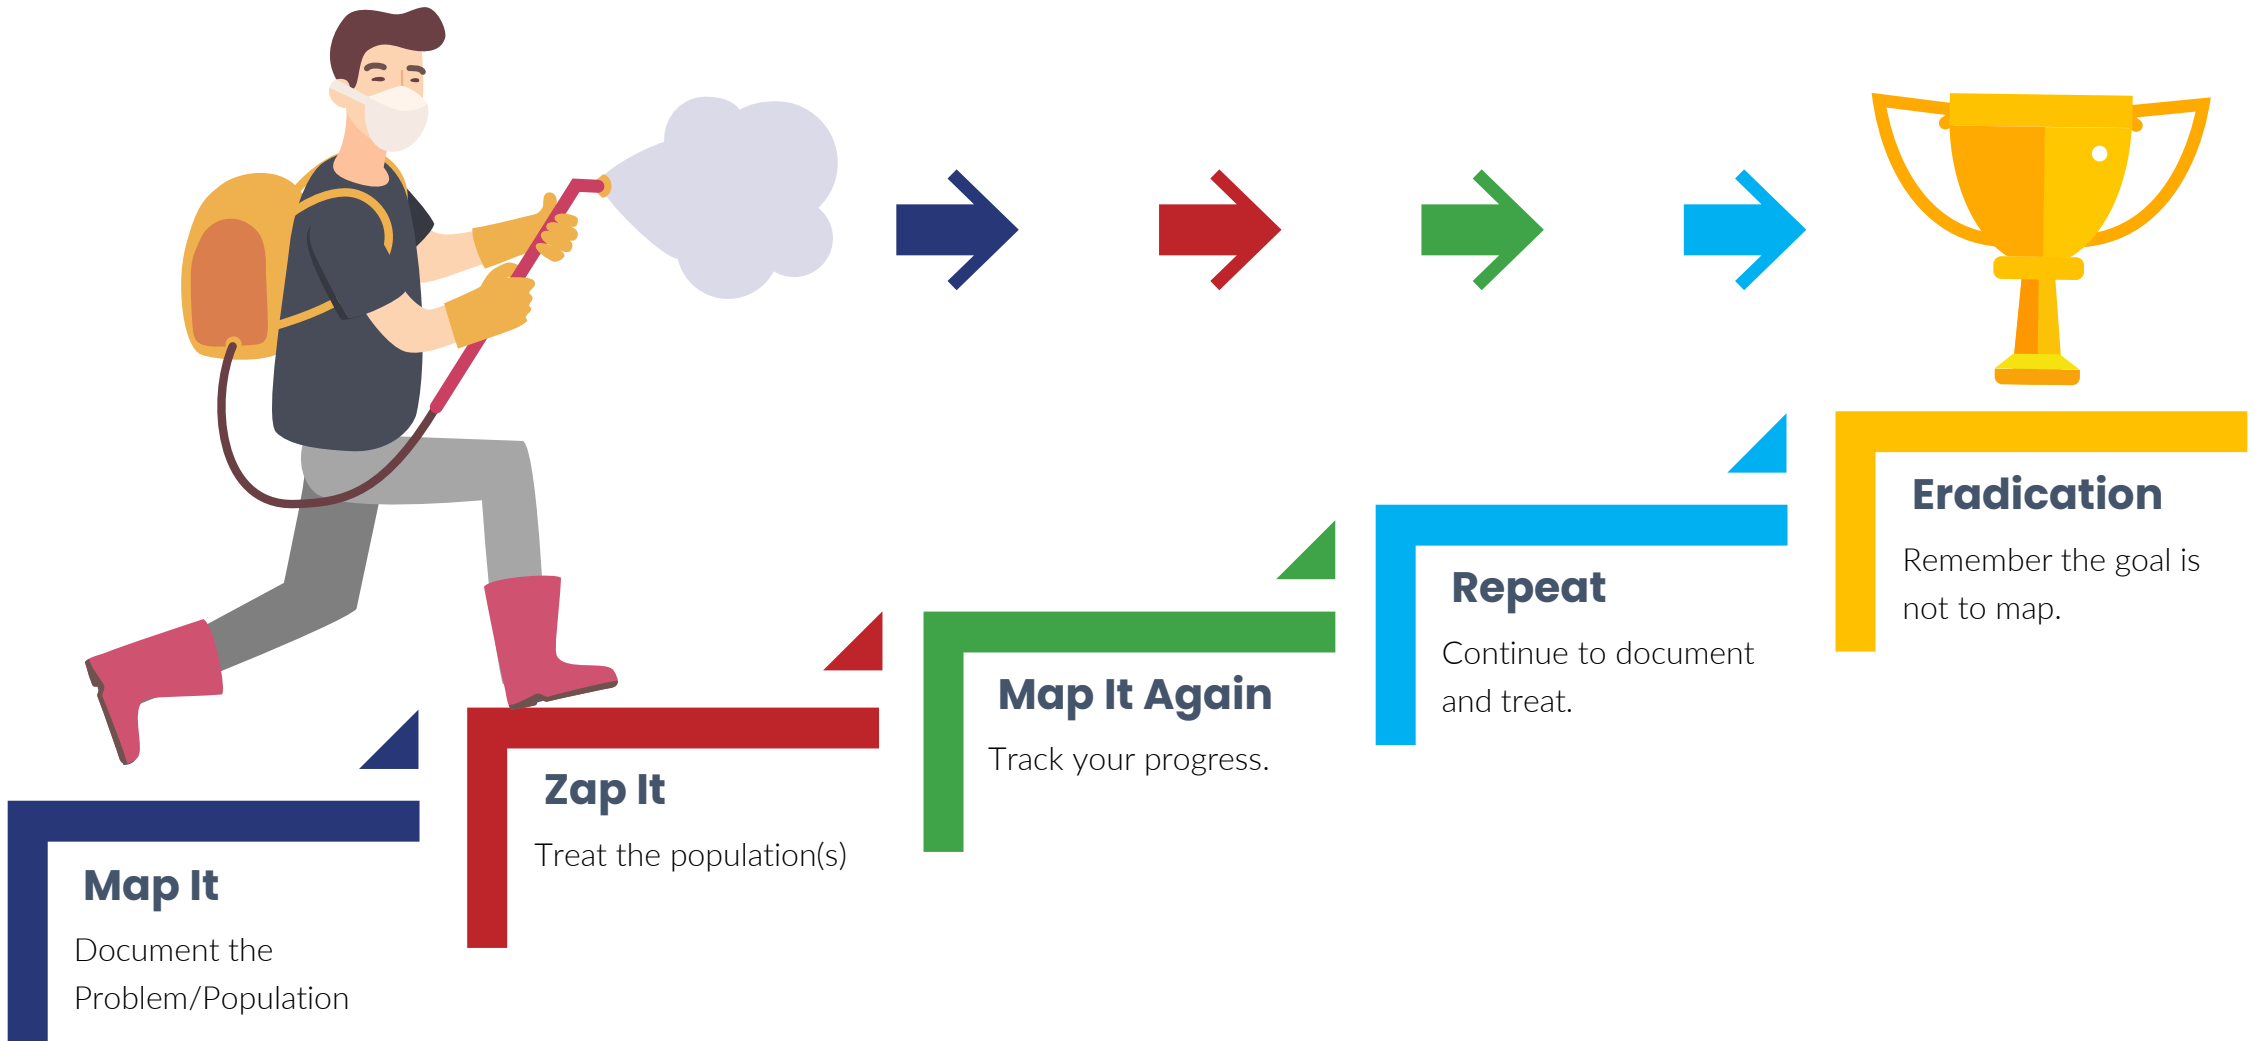 Map It
Document the
Problem/Population
Zap It
Treat the population(s)
Map It Again
Track your progress.
Repeat
Continue to document
and treat.
Eradication
Remember the goal is
not to map.